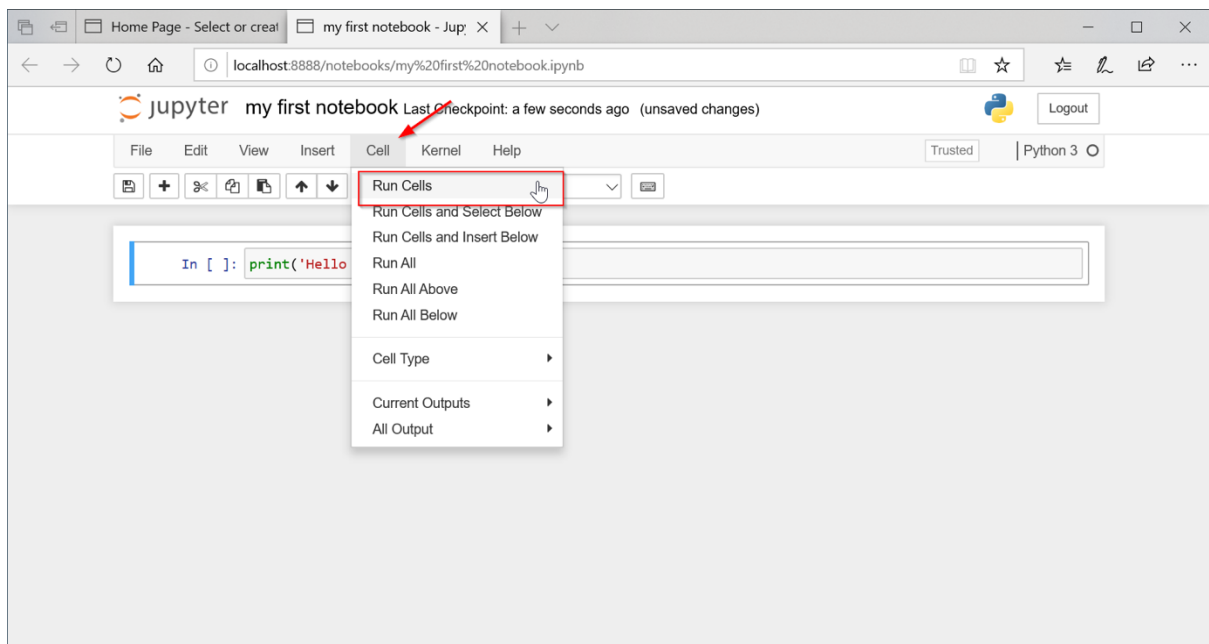 Home Page - Select or creat
my first notebook - Jup
localhost:8888/notebooks/my%20first%20notebook.ipynb
jupyter my first notebook Last Checkpoint: a few seconds ago (unsaved changes)
Logout
File Edit View Insert Cell Kernel Help
Trusted Python 3
Run Cells
Run Cells and Select Below
Run Cells and Insert Below
In [ ]: print('Hello
Run All
Run All Above
Run All Below
Cell Type
Current Outputs
All Output